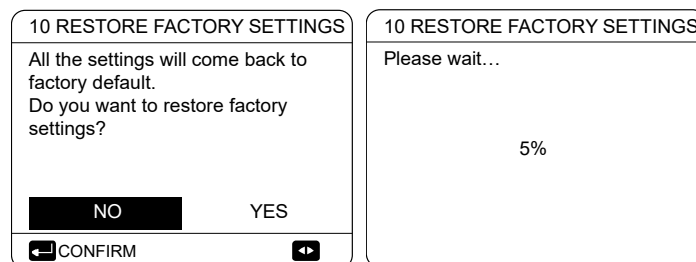 10 RESTORE FACTORY SETTINGS
All the settings will come back to
factory default.
Do you want to restore factory
settings?
NO YES
CONFIRM
10 RESTORE FACTORY SETTINGS
Please wait…
5%